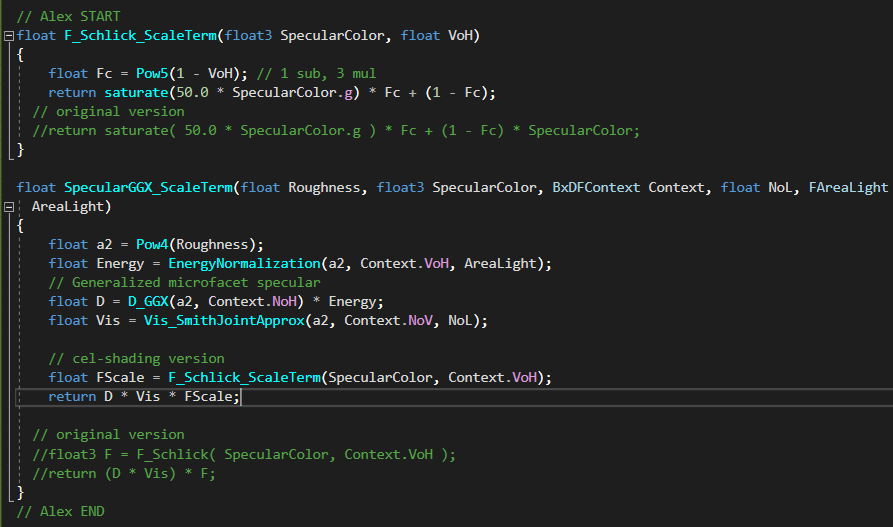 // Alex START
float F_Schlick_ScaleTerm(float3 SpecularColor, float VoH)
{
float Fc = Pow5(1 - VoH); // 1 sub, 3 mul
return saturate(50.0 * SpecularColor.g) * Fc + (1 - Fc);
// original version
//return saturate( 50.0 * SpecularColor.g ) * Fc + (1 - Fc) * SpecularColor;
}
float SpecularGGX_ScaleTerm(float Roughness, float3 SpecularColor, BxDFContext Context, float NoL, FAreaLight
AreaLight)
{
float a2 = Pow4(Roughness);
float Energy = EnergyNormalization(a2, Context.VoH, AreaLight);
// Generalized microfacet specular
float D = D_GGX(a2, Context.NoH) * Energy;
float Vis = Vis_SmithJointApprox(a2, Context.NoV, NoL);
// cel-shading version
float FScale = F_Schlick_ScaleTerm(SpecularColor, Context.VoH);
return D * Vis * FScale;
// original version
//float3 F = F_Schlick( SpecularColor, Context.VoH );
//return (D * Vis) * F;
}
// Alex END